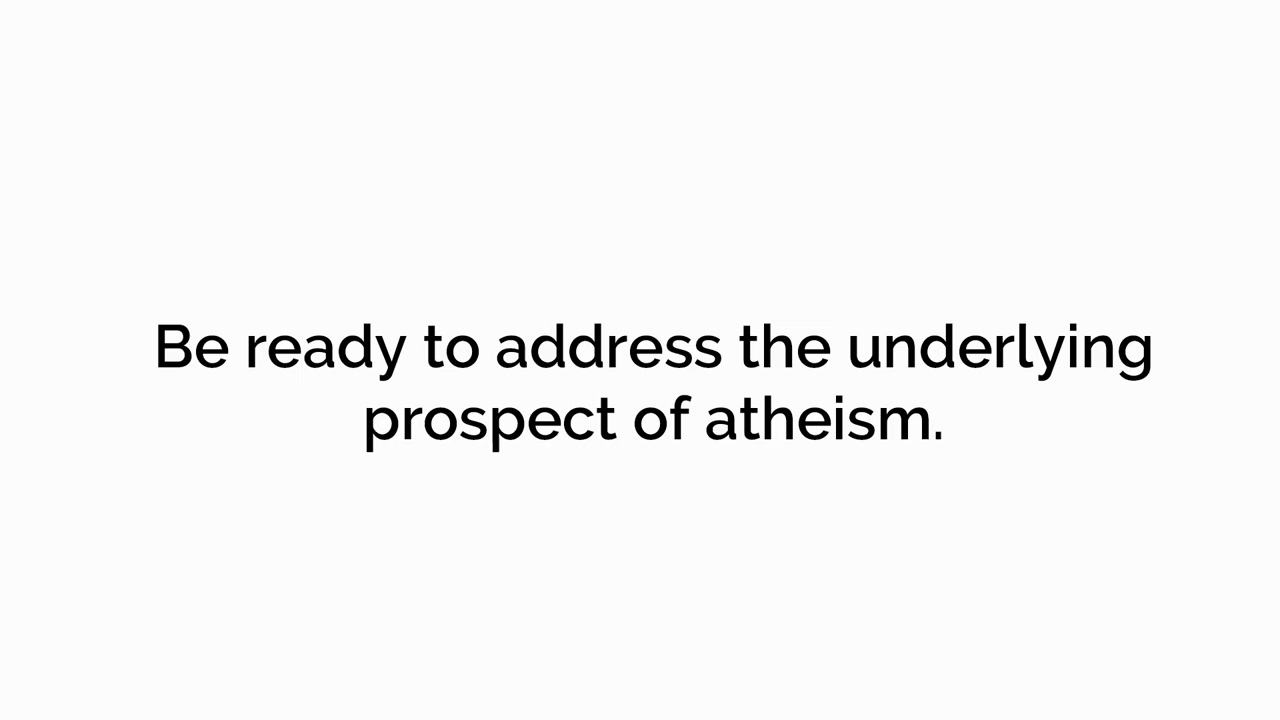 Be ready to address the underlying
prospect of atheism.